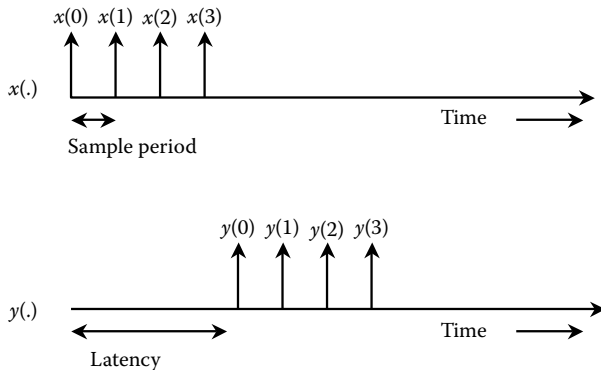 x(0) x(1) x(2) x(3)
x(.)
Time
Sample period
y(0) y(1) y(2) y(3)
y(.)
Time
Latency